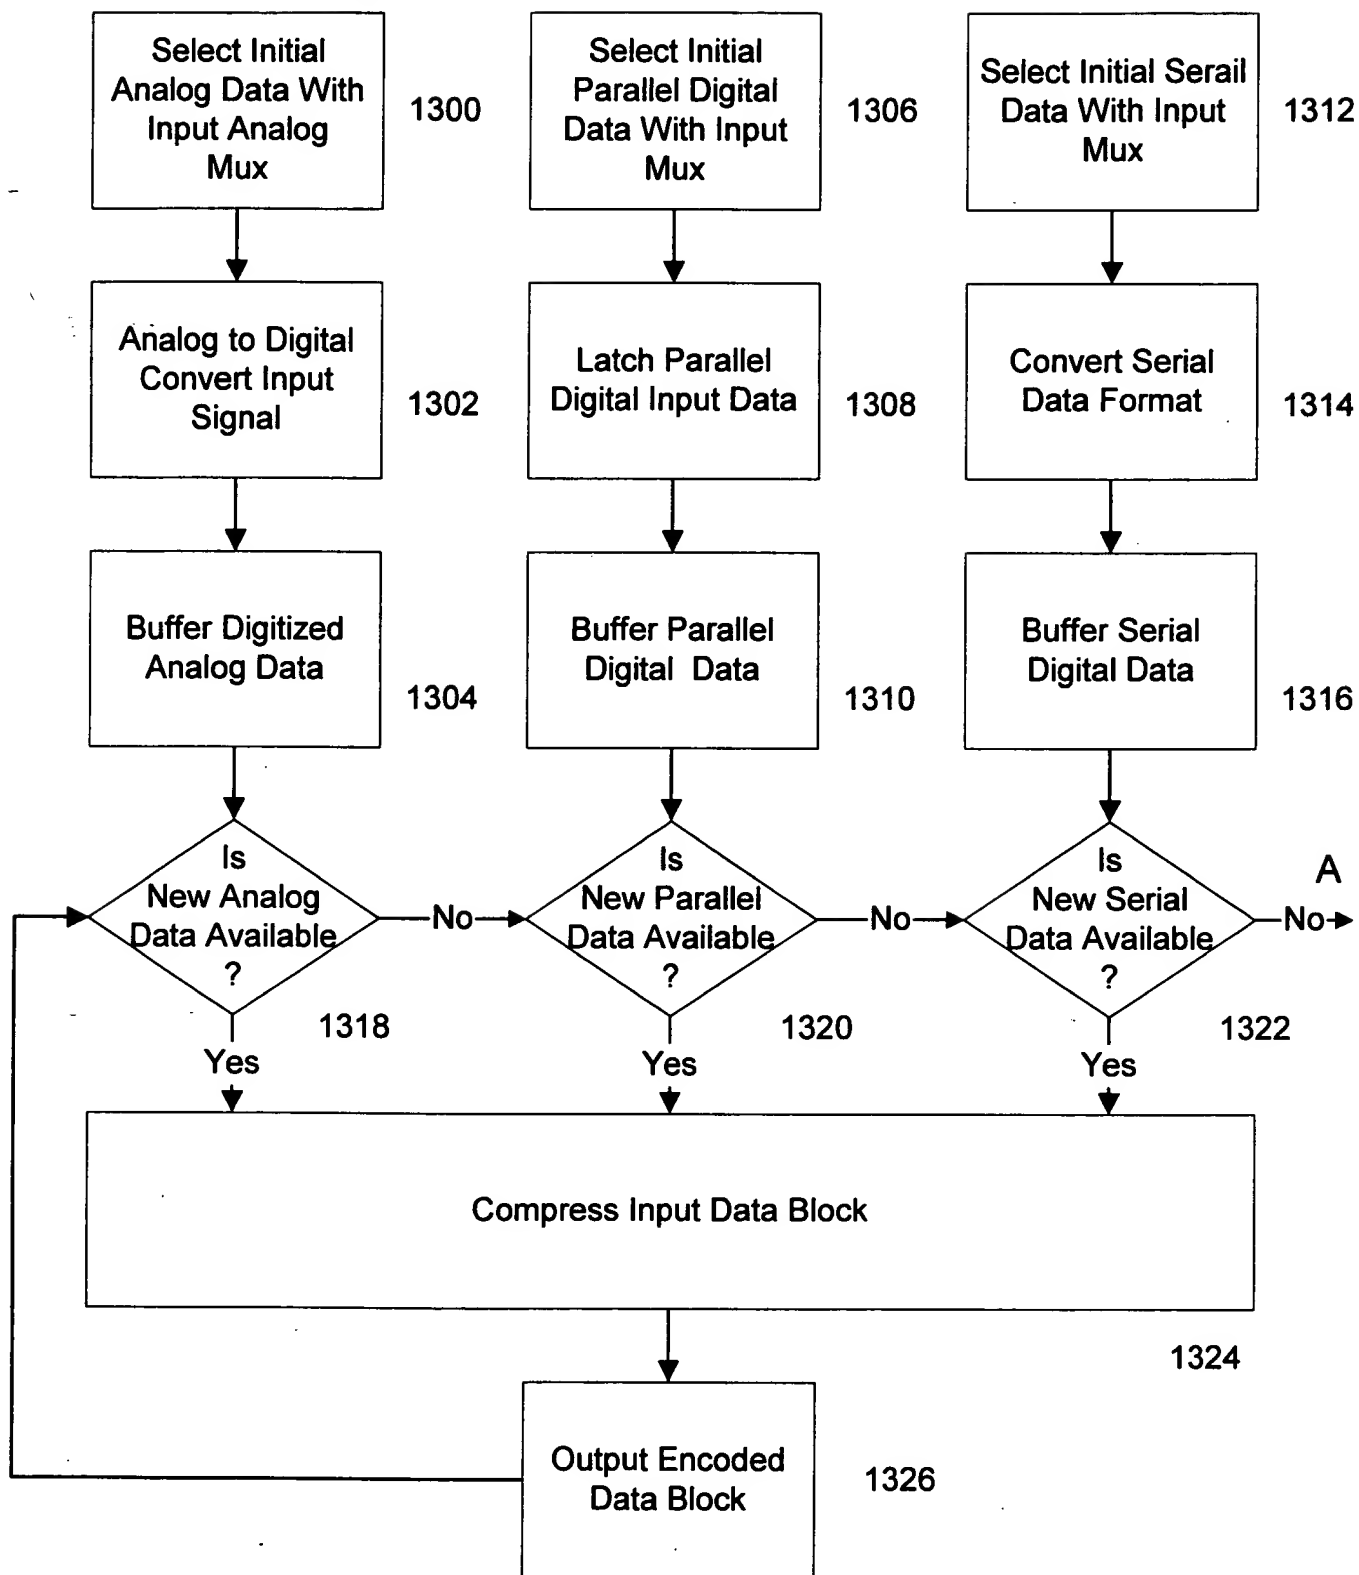 Select Initial
Analog Data With
Input Analog
Mux
1300
Select Initial
Parallel Digital
Data With Input
Mux
1306
Select Initial Serail
Data With Input
Mux
1312
Analog to Digital
Convert Input
Signal
1302
Latch Parallel
Digital Input Data
1308
Convert Serial
Data Format
1314
Buffer Digitized
Analog Data
1304
Buffer Parallel
Digital Data
1310
Buffer Serial
Digital Data
1316
Is
New Analog
Data Available
?
1318
No
Is
New Parallel
Data Available
?
1320
No
Is
New Serial
Data Available
?
1322
A
No
Yes
Yes
Yes
Compress Input Data Block
1324
Output Encoded
Data Block
1326